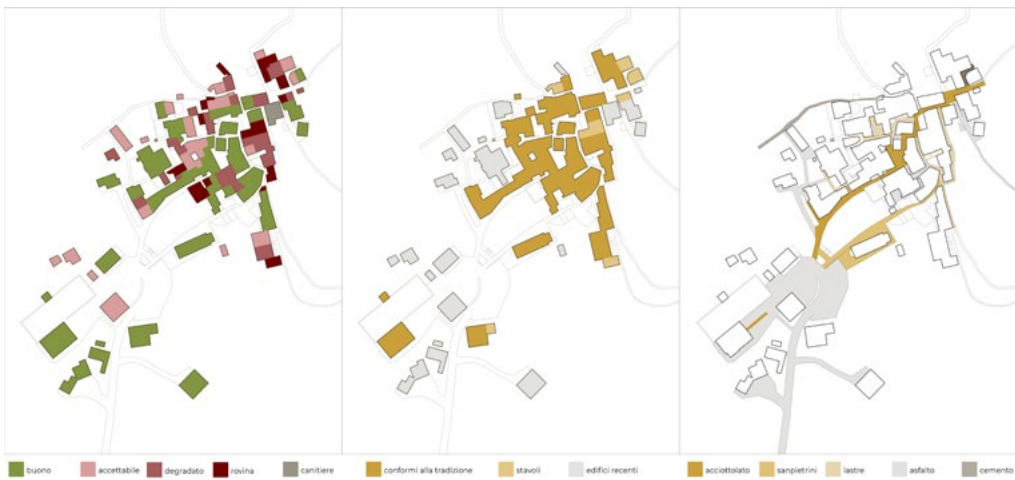 buono accettabile degradato rovina canitiere conformi alla tradizione stavoli edifici recenti acciottolato sanpietrini lastre asfalto cemento